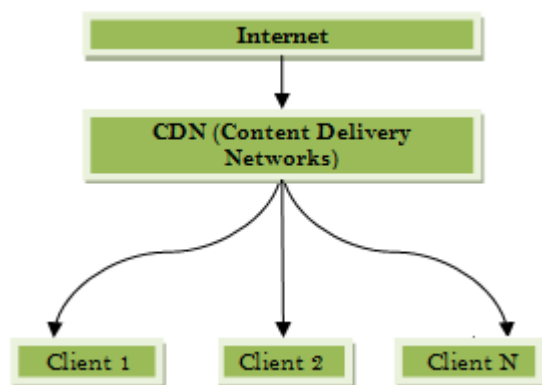 Internet
CDN (Content Delivery
Networks)
Client 1
Client 2
Client N